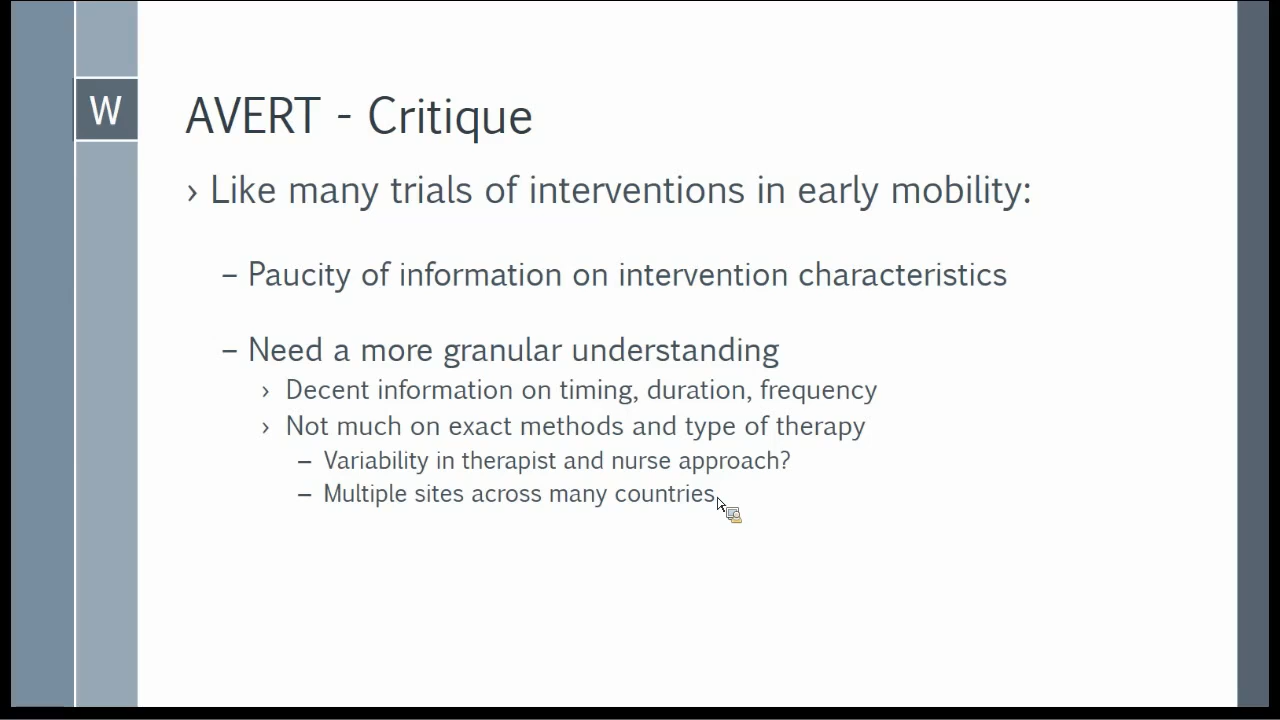 W
AVERT - Critique
› Like many trials of interventions in early mobility:
– Paucity of information on intervention characteristics
– Need a more granular understanding
› Decent information on timing, duration, frequency
› Not much on exact methods and type of therapy
– Variability in therapist and nurse approach?
– Multiple sites across many countries